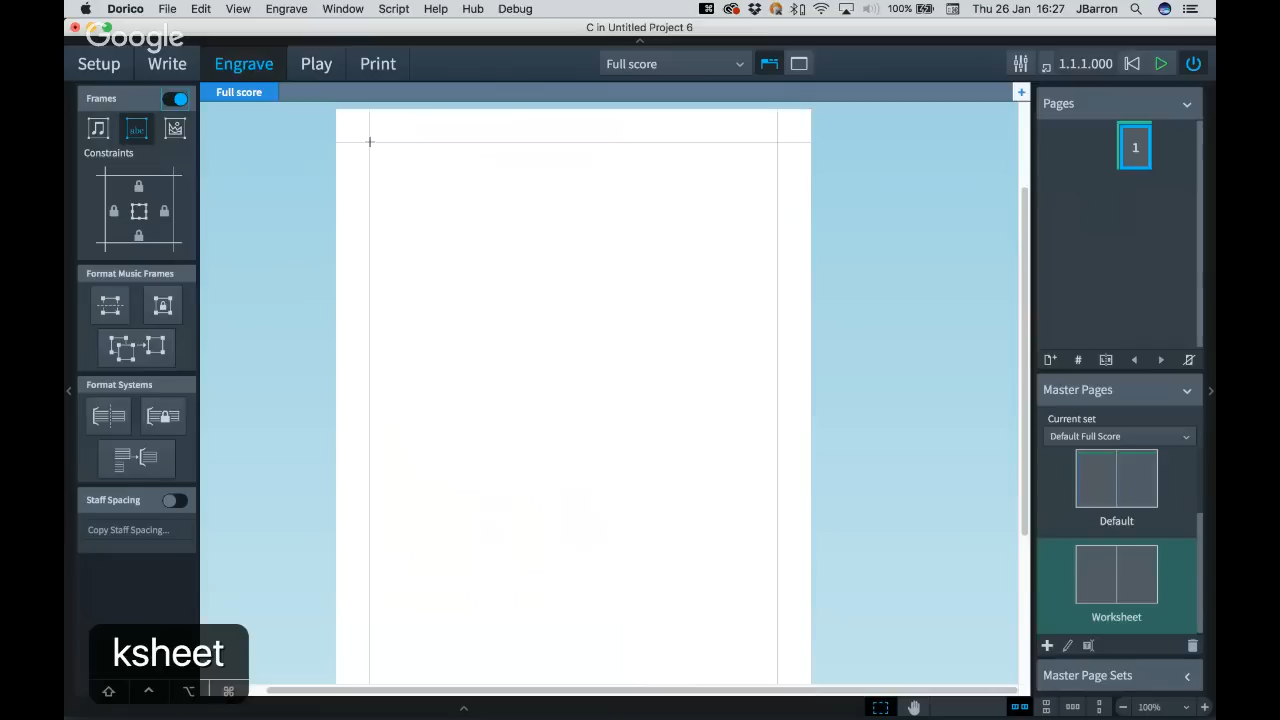 Dorico File Edit View Engrave Window Script Help Hub Debug 100% Thu 26 Jan 16:27 JBarron
C in Untitled Project 6
Google
Setup Write Engrave Play Print Full score 1.1.1.000
Full score +
Frames
abc
Constraints
Format Music Frames
Format Systems
Staff Spacing
Copy Staff Spacing...
Pages
1
#
Master Pages
Current set
Default Full Score
Default
Worksheet
Master Page Sets
100%
ksheet